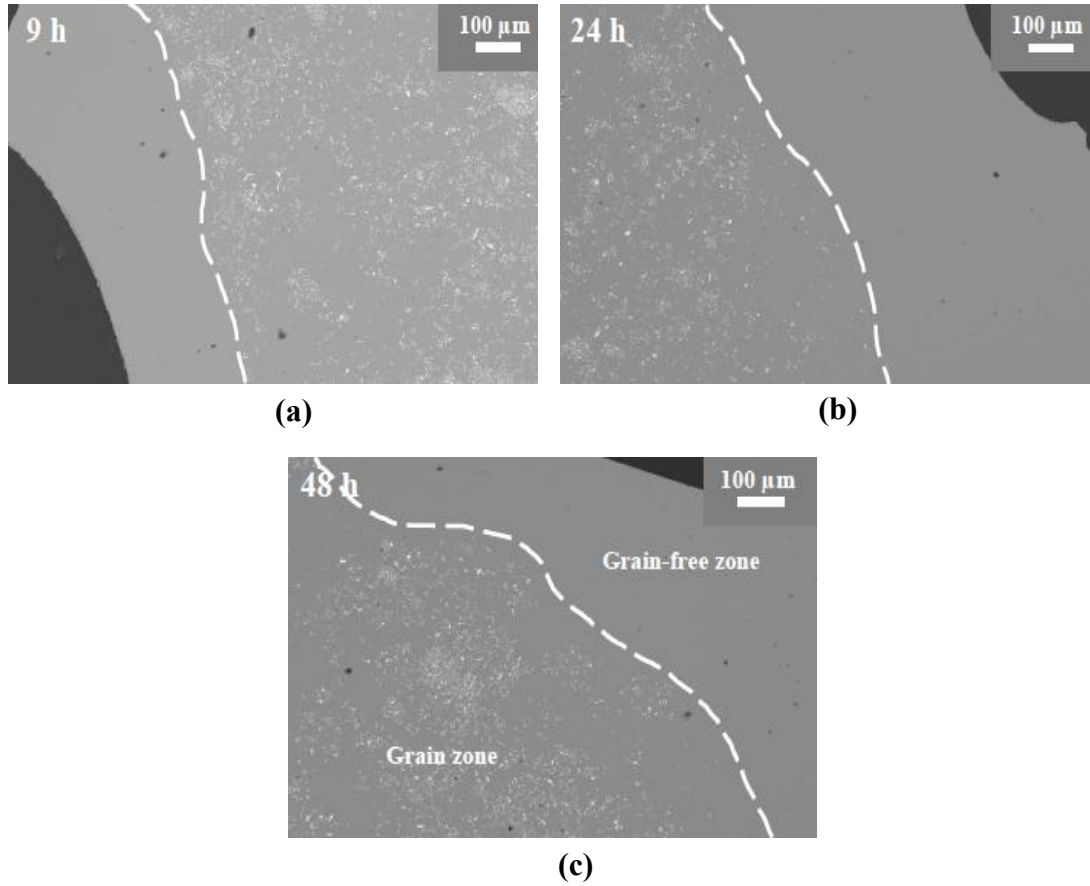 9 h
100 µm
24 h
100 µm
(a)
(b)
48 h
100 µm
Grain-free zone
Grain zone
(c)